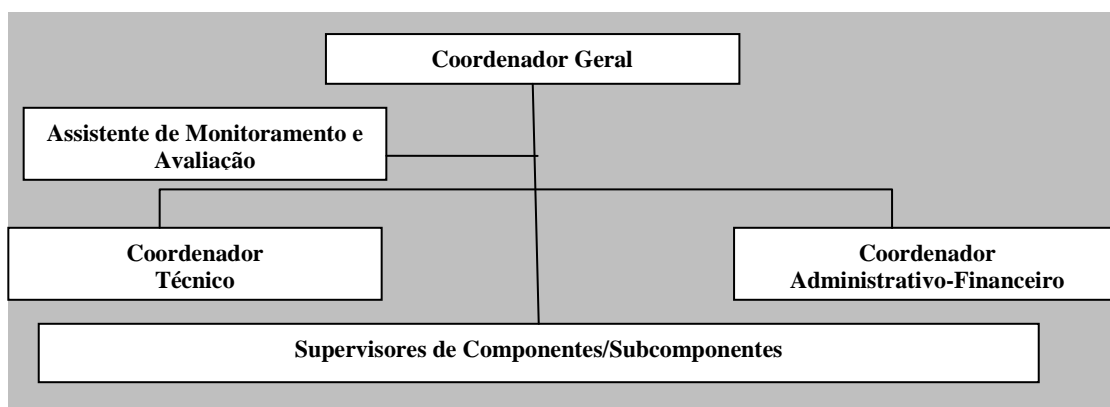 Coordenador Geral
Assistente de Monitoramento e
Avaliação
Coordenador
Técnico
Coordenador
Administrativo-Financeiro
Supervisores de Componentes/Subcomponentes